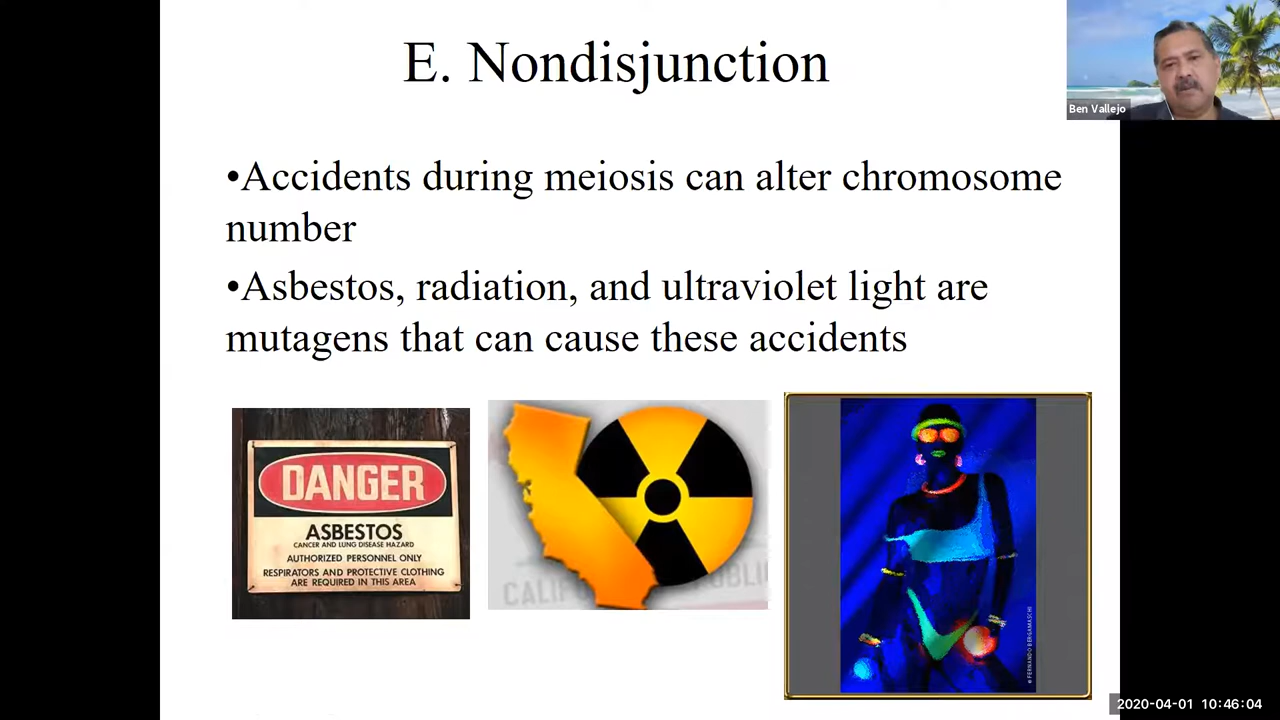 E. Nondisjunction
Ben Vallejo
•Accidents during meiosis can alter chromosome
number
•Asbestos, radiation, and ultraviolet light are
mutagens that can cause these accidents
DANGER
ASBESTOS
CANCER AND LUNG DISEASE HAZARD
AUTHORIZED PERSONNEL ONLY
RESPIRATORS AND PROTECTIVE CLOTHING
ARE REQUIRED IN THIS AREA
© FERNANDO BERGAMASCHI
2020-04-01 10:46:04